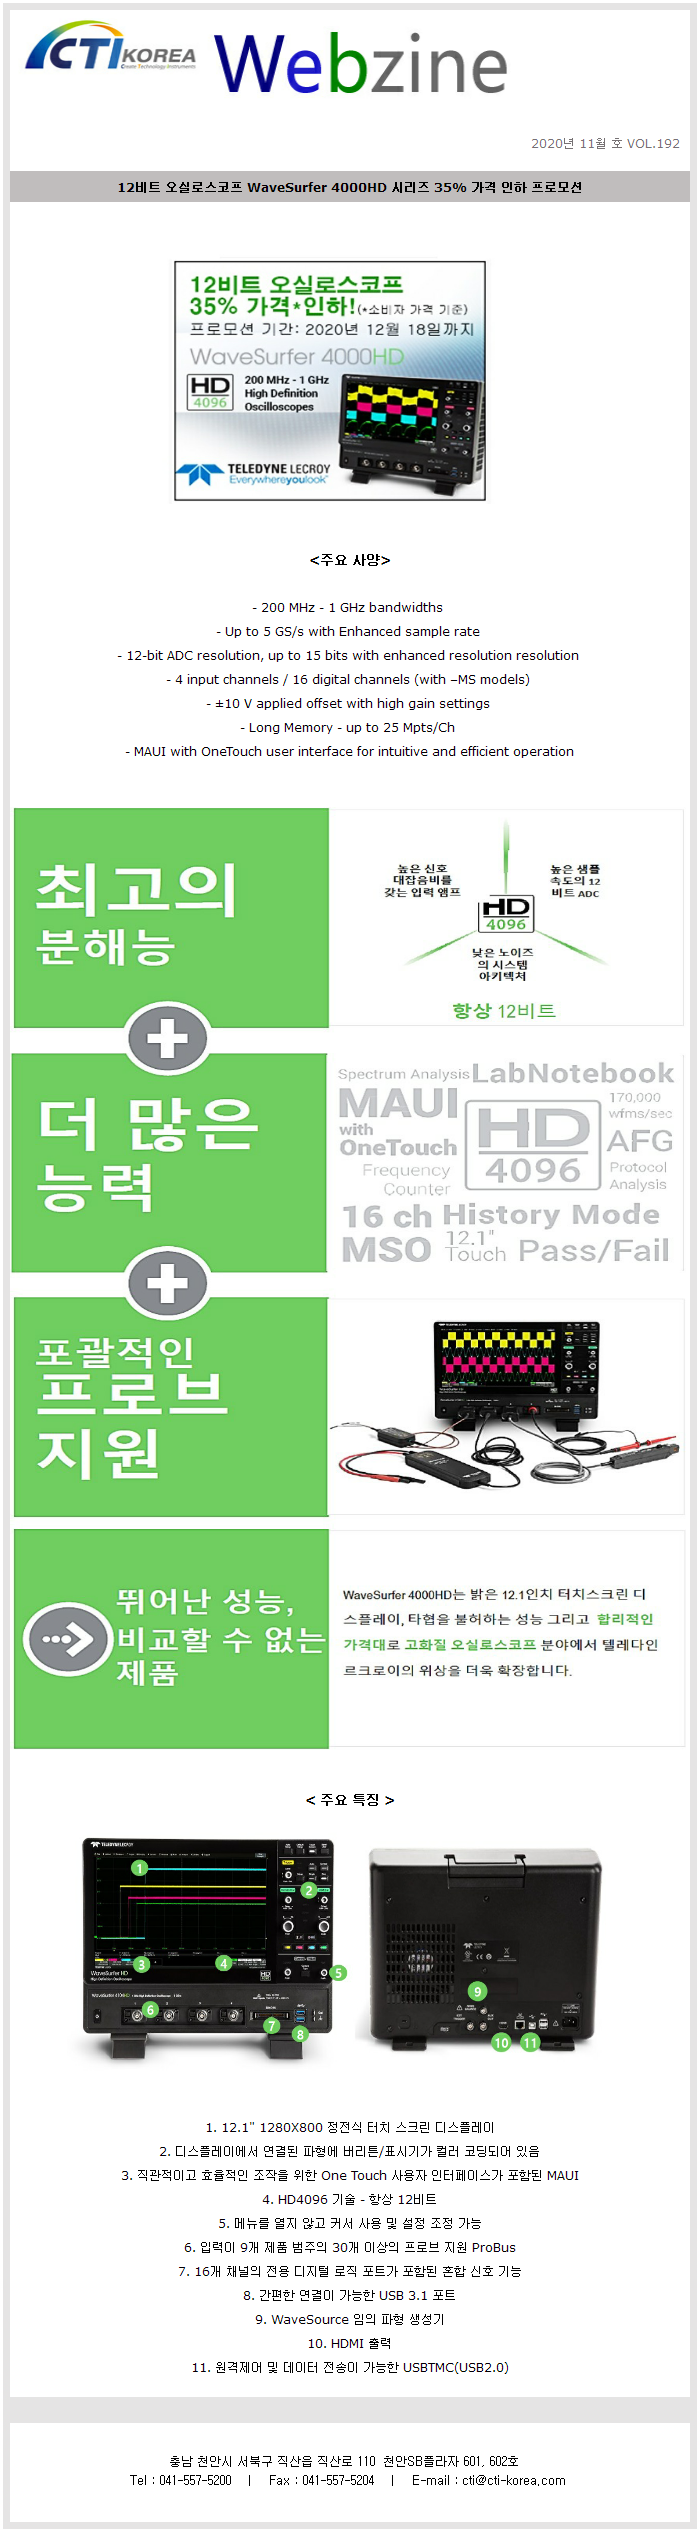 CTI KOREA
Create Technology Instruments
Webzine
2020년 11월 호 VOL.192
12비트 오실로스코프 WaveSurfer 4000HD 시리즈 35% 가격 인하 프로모션
12비트 오실로스코프
35% 가격*인하!(*소비자 가격 기준)
프로모션 기간: 2020년 12월 18일까지
WaveSurfer 4000HD
HD
4096
200 MHz - 1 GHz
High Definition
Oscilloscopes
TELEDYNE LECROY
Everywhereyoulook™
<주요 사양>
- 200 MHz - 1 GHz bandwidths
- Up to 5 GS/s with Enhanced sample rate
- 12-bit ADC resolution, up to 15 bits with enhanced resolution resolution
- 4 input channels / 16 digital channels (with –MS models)
- ±10 V applied offset with high gain settings
- Long Memory - up to 25 Mpts/Ch
- MAUI with OneTouch user interface for intuitive and efficient operation
최고의
분해능
높은 신호
대잡음비를
갖는 입력 앰프
높은 샘플
속도의 12
비트 ADC
HD
4096
낮은 노이즈
의 시스템
아키텍처
항상 12비트
더 많은
능력
Spectrum Analysis
LabNotebook
MAUI
with
OneTouch
HD
4096
170,000
wfms/sec
AFG
Frequency
Counter
Protocol
Analysis
16 ch
History Mode
MSO
12.1"
Touch
Pass/Fail
포괄적인
프로브
지원
뛰어난 성능,
비교할 수 없는
제품
WaveSurfer 4000HD는 밝은 12.1인치 터치스크린 디
스플레이, 타협을 불허하는 성능 그리고 합리적인
가격대로 고화질 오실로스코프 분야에서 텔레다인
르크로이의 위상을 더욱 확장합니다.
< 주요 특징 >
TELEDYNE LECROY
1
2
3
4
5
WaveSurfer HD
High Definition Oscilloscope
HD
6
7
8
9
10
11
1. 12.1" 1280X800 정전식 터치 스크린 디스플레이
2. 디스플레이에서 연결된 파형에 버리튼/표시기가 컬러 코딩되어 있음
3. 직관적이고 효율적인 조작을 위한 One Touch 사용자 인터페이스가 포함된 MAUI
4. HD4096 기술 - 항상 12비트
5. 메뉴를 열지 않고 커서 사용 및 설정 조정 가능
6. 입력이 9개 제품 범주의 30개 이상의 프로브 지원 ProBus
7. 16개 채널의 전용 디지털 로직 포트가 포함된 혼합 신호 기능
8. 간편한 연결이 가능한 USB 3.1 포트
9. WaveSource 임의 파형 생성기
10. HDMI 출력
11. 원격제어 및 데이터 전송이 가능한 USBTMC(USB2.0)
충남 천안시 서북구 직산읍 직산로 110 천안SB플라자 601, 602호
Tel : 041-557-5200 | Fax : 041-557-5204 | E-mail : cti@cti-korea.com